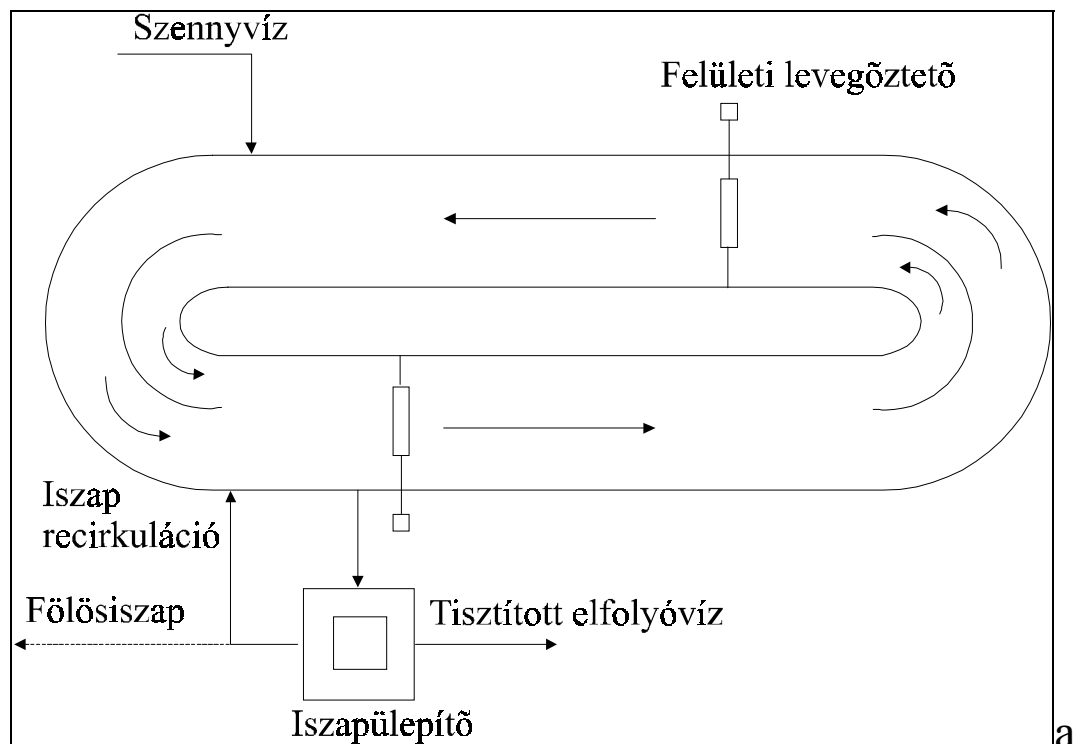 Szennyvíz
Felületi levegõztetõ
Iszap
recirkuláció
Fölösiszap
Tisztított elfolyóvíz
Iszapülepítõ
a